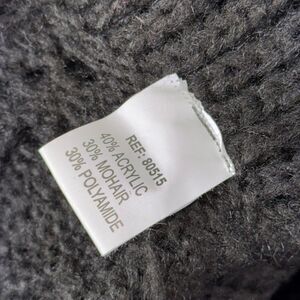 REF: 80515
40% ACRYLIC
30% MOHAIR
30% POLYAMIDE